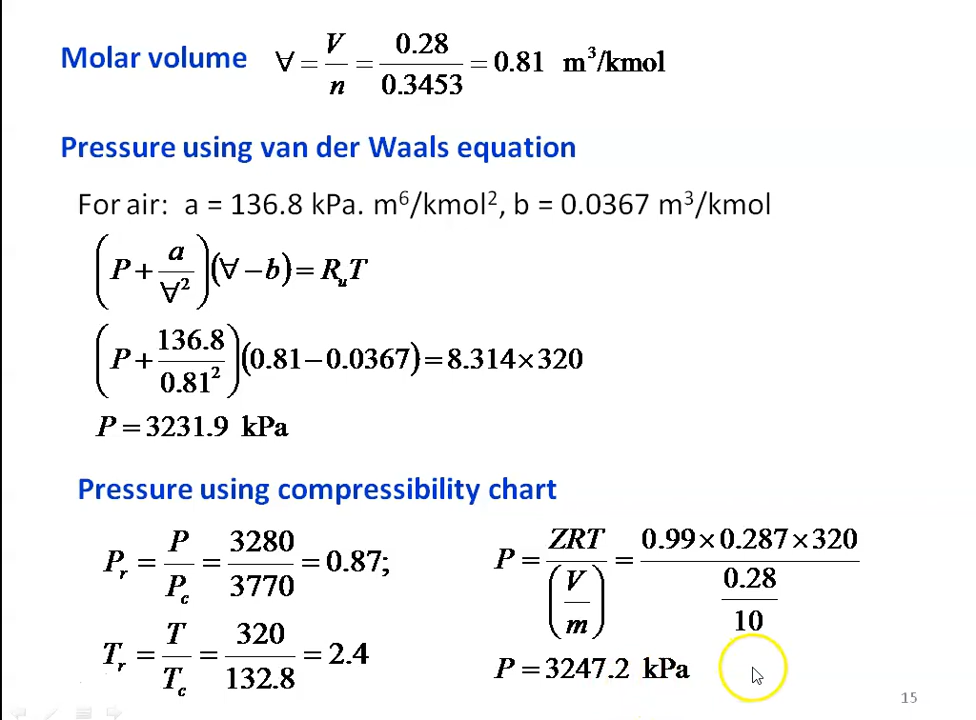 Molar volume ∀ = V/n = 0.28/0.3453 = 0.81 m³/kmol
Pressure using van der Waals equation
For air: a = 136.8 kPa. m⁶/kmol², b = 0.0367 m³/kmol
(P + a/∀²)(∀ − b) = RᵤT
(P + 136.8/0.81²)(0.81 − 0.0367) = 8.314 × 320
P = 3231.9 kPa
Pressure using compressibility chart
Pᵣ = P/P_c = 3280/3770 = 0.87;
Tᵣ = T/T_c = 320/132.8 = 2.4
P = ZRT/(V/m) = 0.99 × 0.287 × 320/(0.28/10)
P = 3247.2 kPa
15